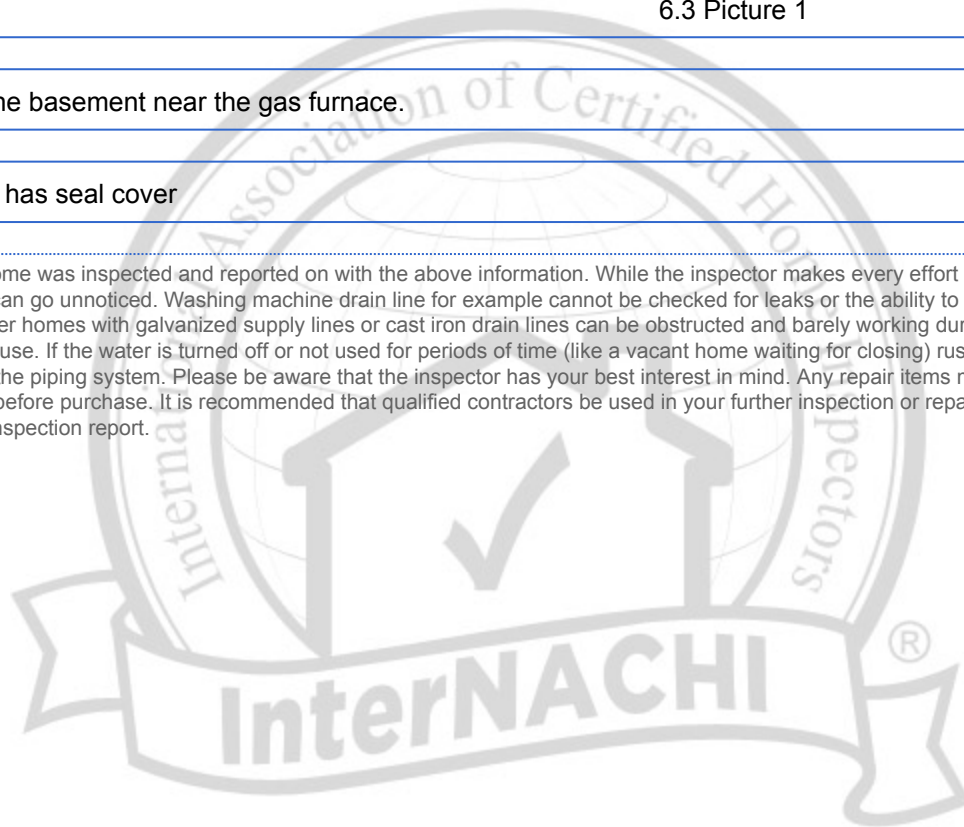 6.3 Picture 1
he basement near the gas furnace.
has seal cover
ome was inspected and reported on with the above information. While the inspector makes every effort
can go unnoticed. Washing machine drain line for example cannot be checked for leaks or the ability to
er homes with galvanized supply lines or cast iron drain lines can be obstructed and barely working dur
use. If the water is turned off or not used for periods of time (like a vacant home waiting for closing) rus
the piping system. Please be aware that the inspector has your best interest in mind. Any repair items
before purchase. It is recommended that qualified contractors be used in your further inspection or repa
nspection report.
International Association of Certified Home Inspectors
InterNACHI ®